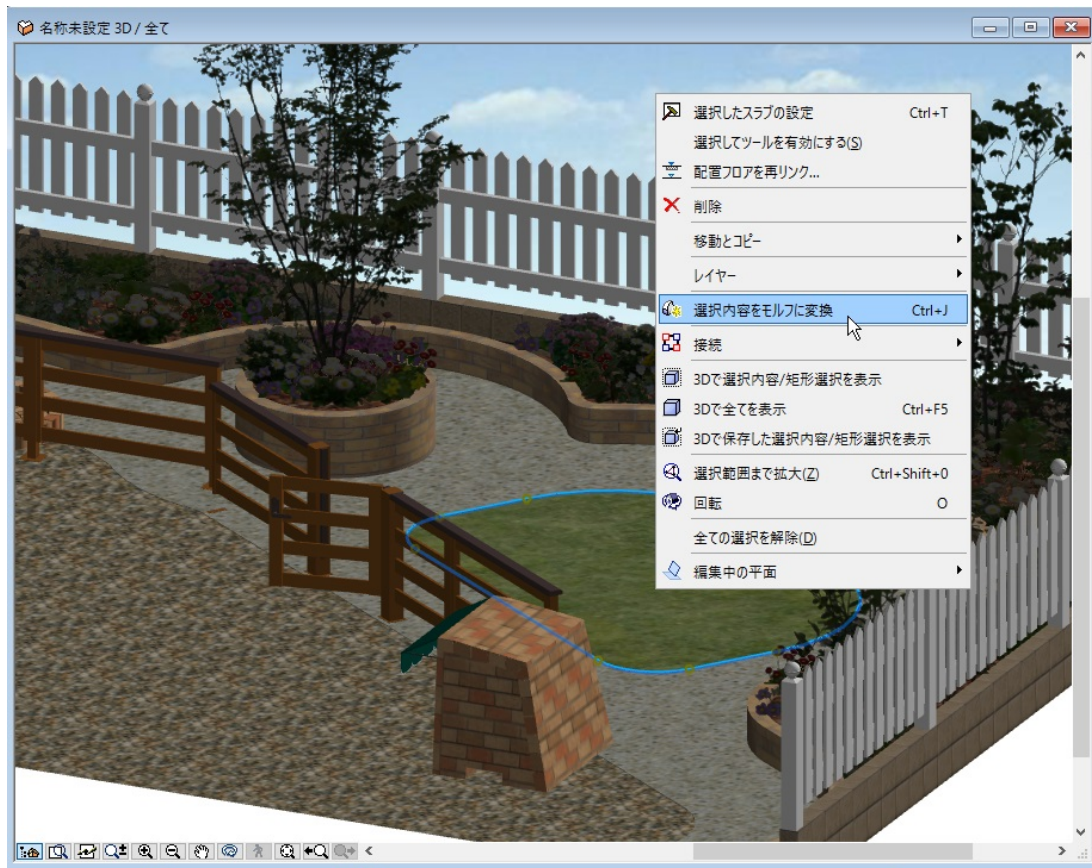 名称未設定 3D / 全て
選択したスラブの設定 Ctrl+T
選択してツールを有効にする(S)
配置フロアを再リンク...
削除
移動とコピー
レイヤー
選択内容をモルフに変換 Ctrl+J
接続
3Dで選択内容/矩形選択を表示
3Dで全てを表示 Ctrl+F5
3Dで保存した選択内容/矩形選択を表示
選択範囲まで拡大(Z) Ctrl+Shift+0
回転 O
全ての選択を解除(D)
編集中の平面